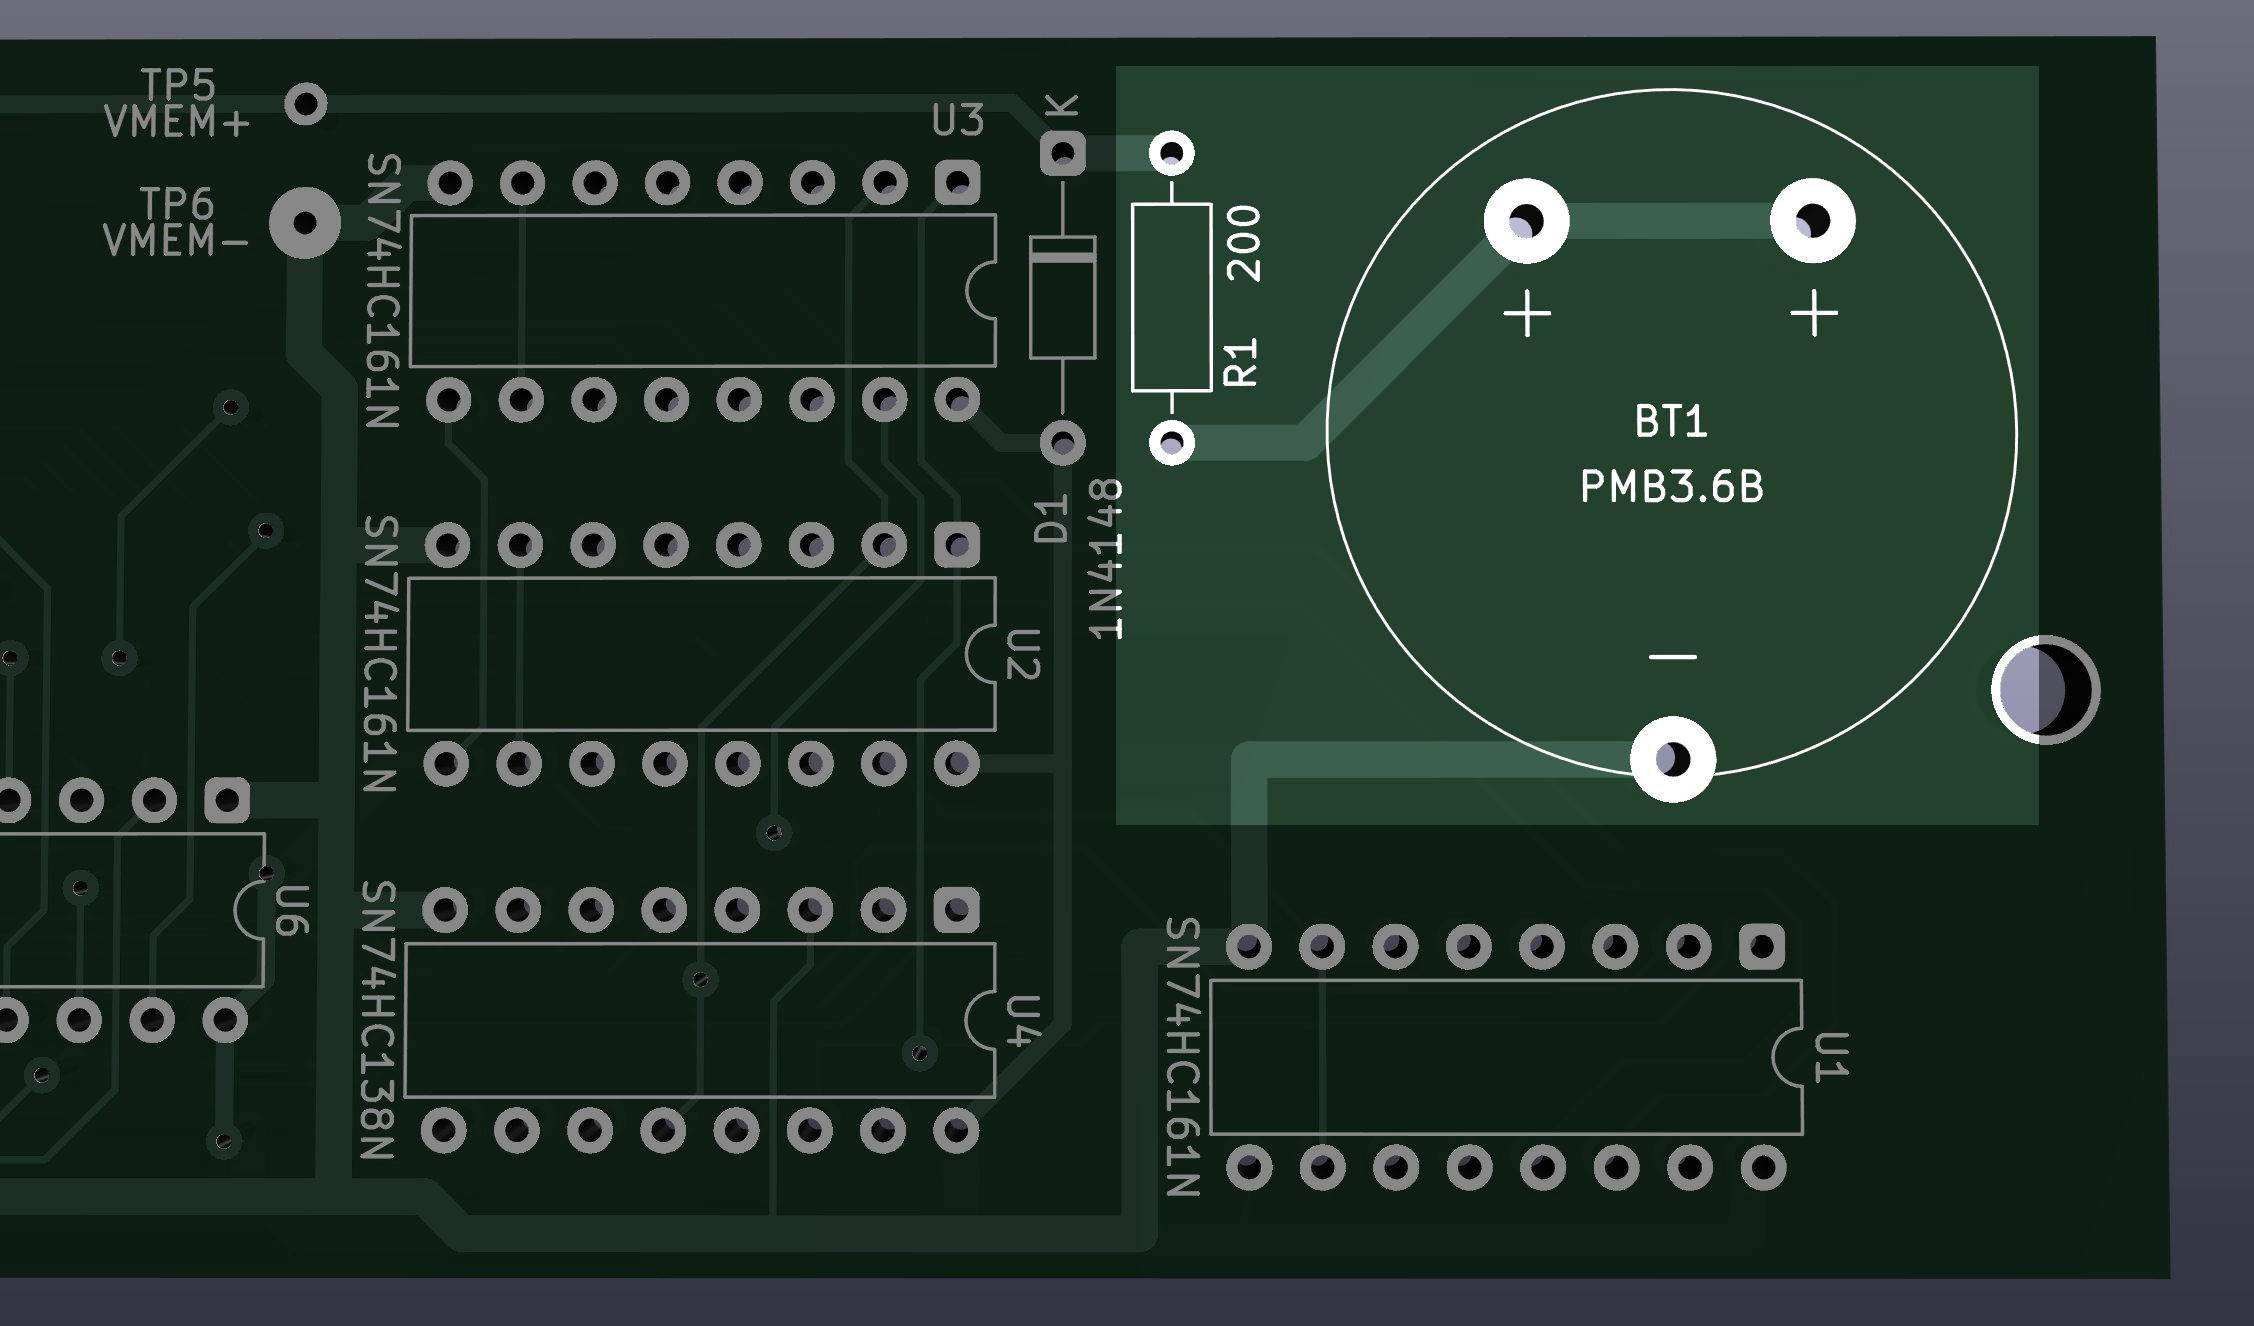 TP5
VMEM+
TP6
VMEM-
U3
SN74HC161N
K
D1
1N4148
R1 200
+ +
BT1
PMB3.6B
-
U2
SN74HC161N
U6
U4
SN74HC138N
U1
SN74HC161N